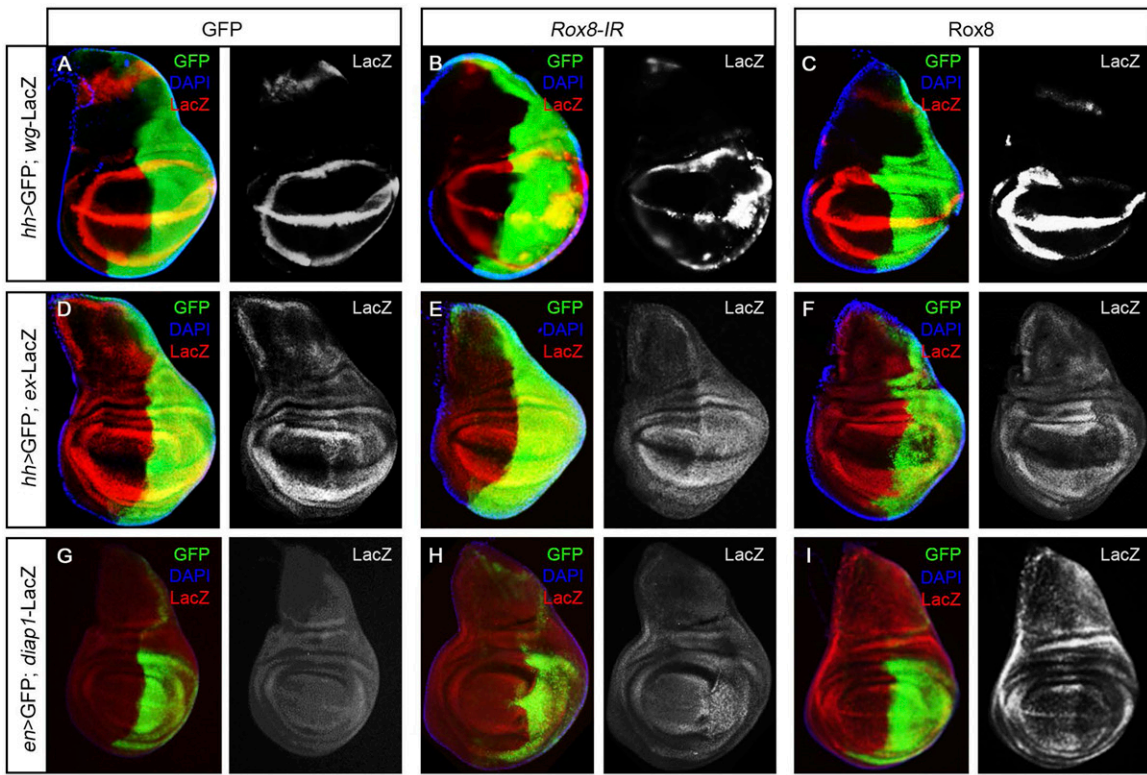 GFP
Rox8-IR
Rox8
hh>GFP; wg-LacZ
A
GFP
DAPI
LacZ
LacZ
B
GFP
DAPI
LacZ
LacZ
C
GFP
DAPI
LacZ
LacZ
hh>GFP; ex-LacZ
D
GFP
DAPI
LacZ
LacZ
E
GFP
DAPI
LacZ
LacZ
F
GFP
DAPI
LacZ
LacZ
en>GFP; diap1-LacZ
G
GFP
DAPI
LacZ
LacZ
H
GFP
DAPI
LacZ
LacZ
I
GFP
DAPI
LacZ
LacZ